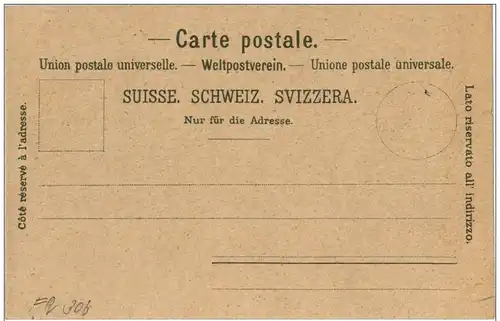 — Carte postale. —
Union postale universelle. — Weltpostverein. — Unione postale universale.
SUISSE. SCHWEIZ. SVIZZERA.
Nur für die Adresse.
Côté réservé à l'adresse.
Lato riservato all' indirizzo.